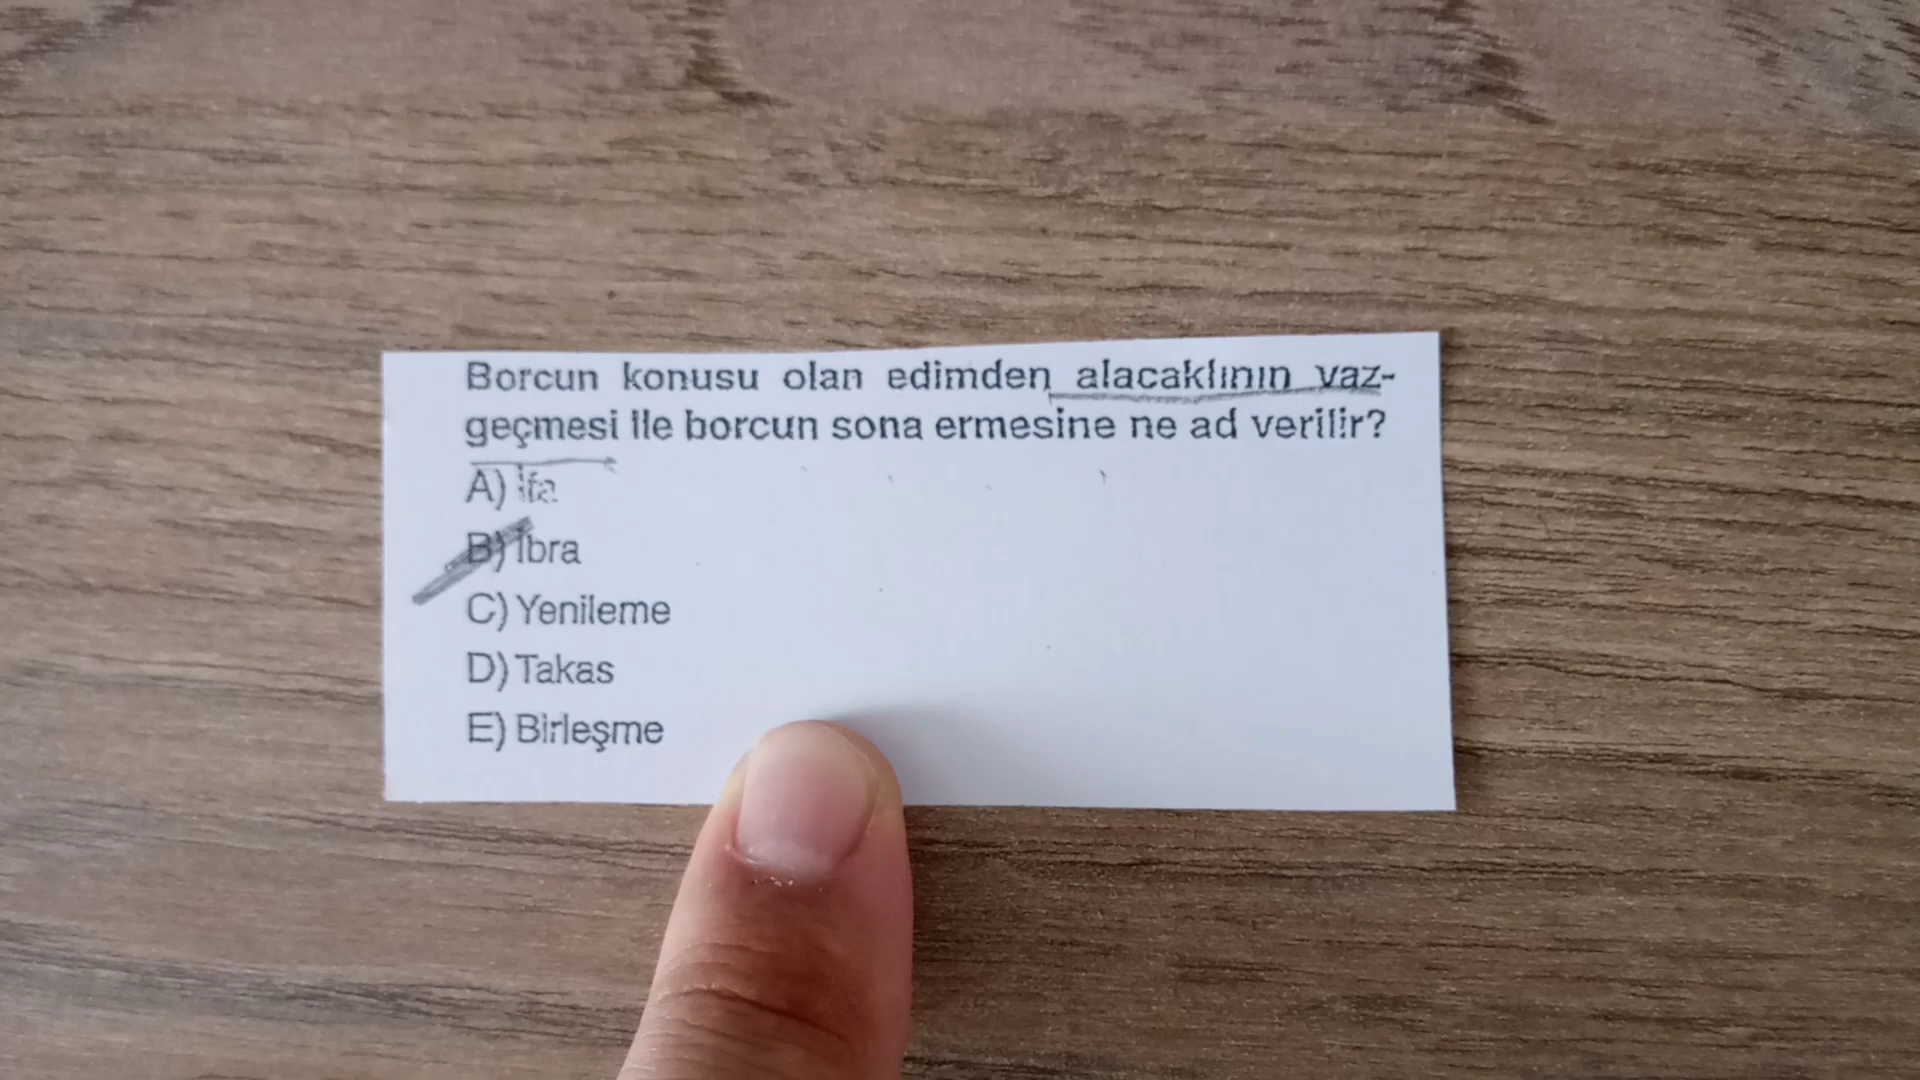 Borcun konusu olan edimden alacaklının vaz-
geçmesi ile borcun sona ermesine ne ad verilir?
A) İfa
B) İbra
C) Yenileme
D) Takas
E) Birleşme